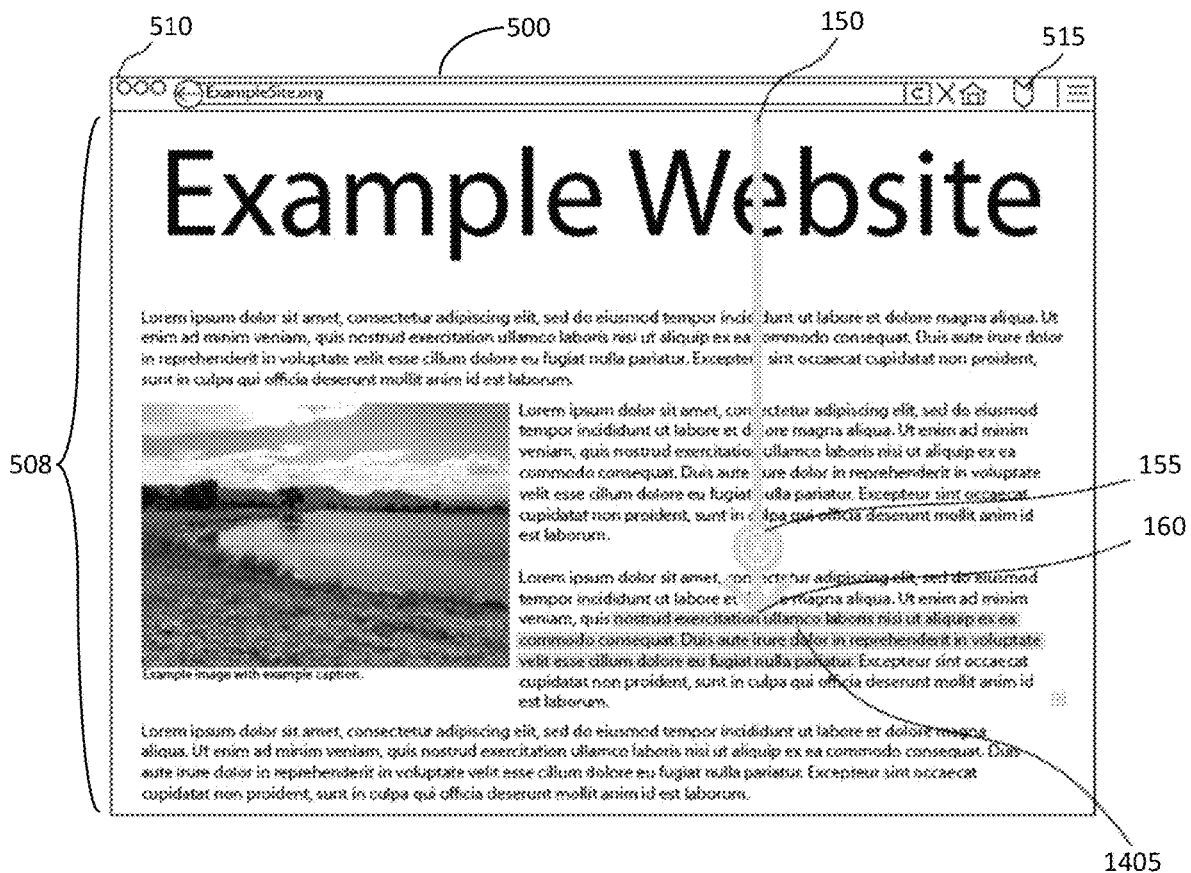 510
500
150
515
ExampleSite.org
C
Example Website
Lorem ipsum dolor sit amet, consectetur adipiscing elit, sed do eiusmod tempor incididunt ut labore et dolore magna aliqua. Ut
enim ad minim veniam, quis nostrud exercitation ullamco laboris nisi ut aliquip ex ea commodo consequat. Duis aute irure dolor
in reprehenderit in voluptate velit esse cillum dolore eu fugiat nulla pariatur. Excepteur sint occaecat cupidatat non proident,
sunt in culpa qui officia deserunt mollit anim id est laborum.
Lorem ipsum dolor sit amet, consectetur adipiscing elit, sed do eiusmod
tempor incididunt ut labore et dolore magna aliqua. Ut enim ad minim
veniam, quis nostrud exercitation ullamco laboris nisi ut aliquip ex ea
commodo consequat. Duis aute irure dolor in reprehenderit in voluptate
velit esse cillum dolore eu fugiat nulla pariatur. Excepteur sint occaecat
cupidatat non proident, sunt in culpa qui officia deserunt mollit anim id
est laborum.
508
155
160
Lorem ipsum dolor sit amet, consectetur adipiscing elit, sed do eiusmod
tempor incididunt ut labore et dolore magna aliqua. Ut enim ad minim
veniam, quis nostrud exercitation ullamco laboris nisi ut aliquip ex ea
commodo consequat. Duis aute irure dolor in reprehenderit in voluptate
velit esse cillum dolore eu fugiat nulla pariatur. Excepteur sint occaecat
cupidatat non proident, sunt in culpa qui officia deserunt mollit anim id
est laborum.
Example image with example caption.
Lorem ipsum dolor sit amet, consectetur adipiscing elit, sed do eiusmod tempor incididunt ut labore et dolore magna
aliqua. Ut enim ad minim veniam, quis nostrud exercitation ullamco laboris nisi ut aliquip ex ea commodo consequat. Duis
aute irure dolor in reprehenderit in voluptate velit esse cillum dolore eu fugiat nulla pariatur. Excepteur sint occaecat
cupidatat non proident, sunt in culpa qui officia deserunt mollit anim id est laborum.
1405